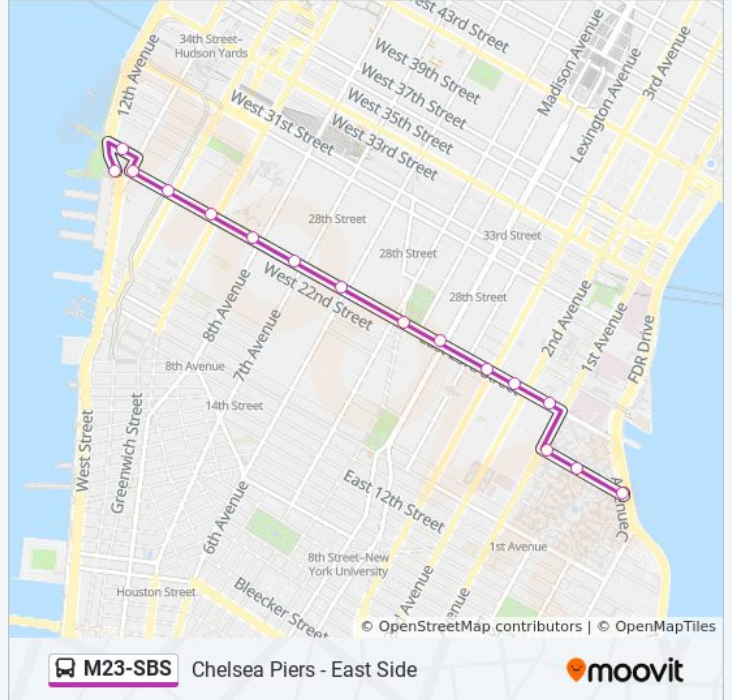 West 43rd Street
34th Street–
Hudson Yards
12th Avenue
West 39th Street
Madison Avenue
3rd Avenue
West 37th Street
Lexington Avenue
West 31st Street
West 35th Street
West 33rd Street
28th Street
33rd Street
28th Street
West 22nd Street
28th Street
8th Avenue
2nd Avenue
7th Avenue
1st Avenue
FDR Drive
8th Avenue
14th Street
West Street
Greenwich Street
East 12th Street
Avenue C
6th Avenue
1st Avenue
8th Street–New
York University
Houston Street
Bleecker Street
Avenue
© OpenStreetMap contributors | © OpenMapTiles
M23-SBS
Chelsea Piers - East Side
moovit